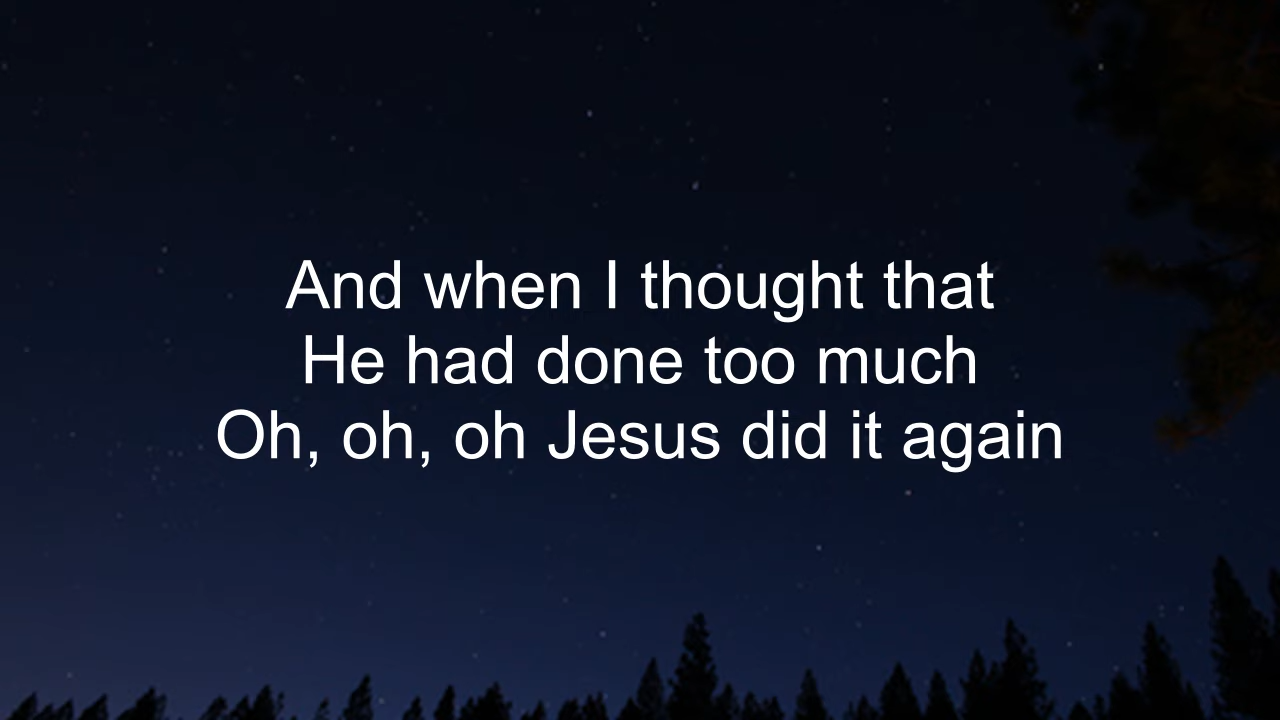 And when I thought that
He had done too much
Oh, oh, oh Jesus did it again